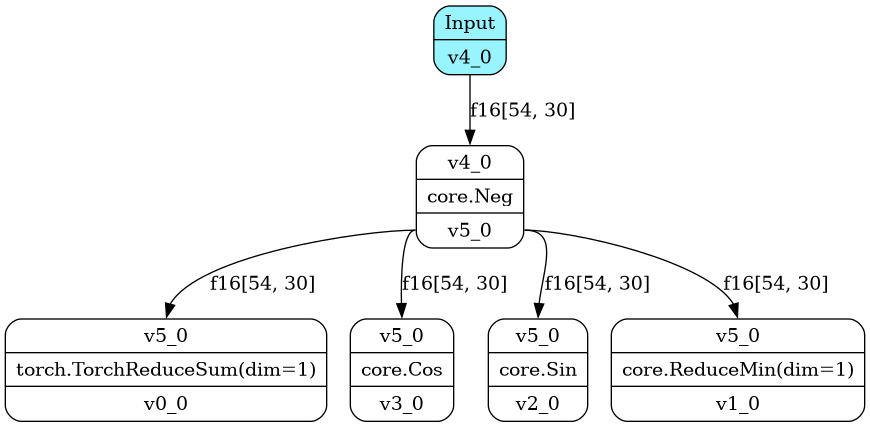 Input
v4_0
f16[54, 30]
v4_0
core.Neg
v5_0
f16[54, 30]
f16[54, 30]
f16[54, 30]
f16[54, 30]
v5_0
torch.TorchReduceSum(dim=1)
v0_0
v5_0
core.Cos
v3_0
v5_0
core.Sin
v2_0
v5_0
core.ReduceMin(dim=1)
v1_0